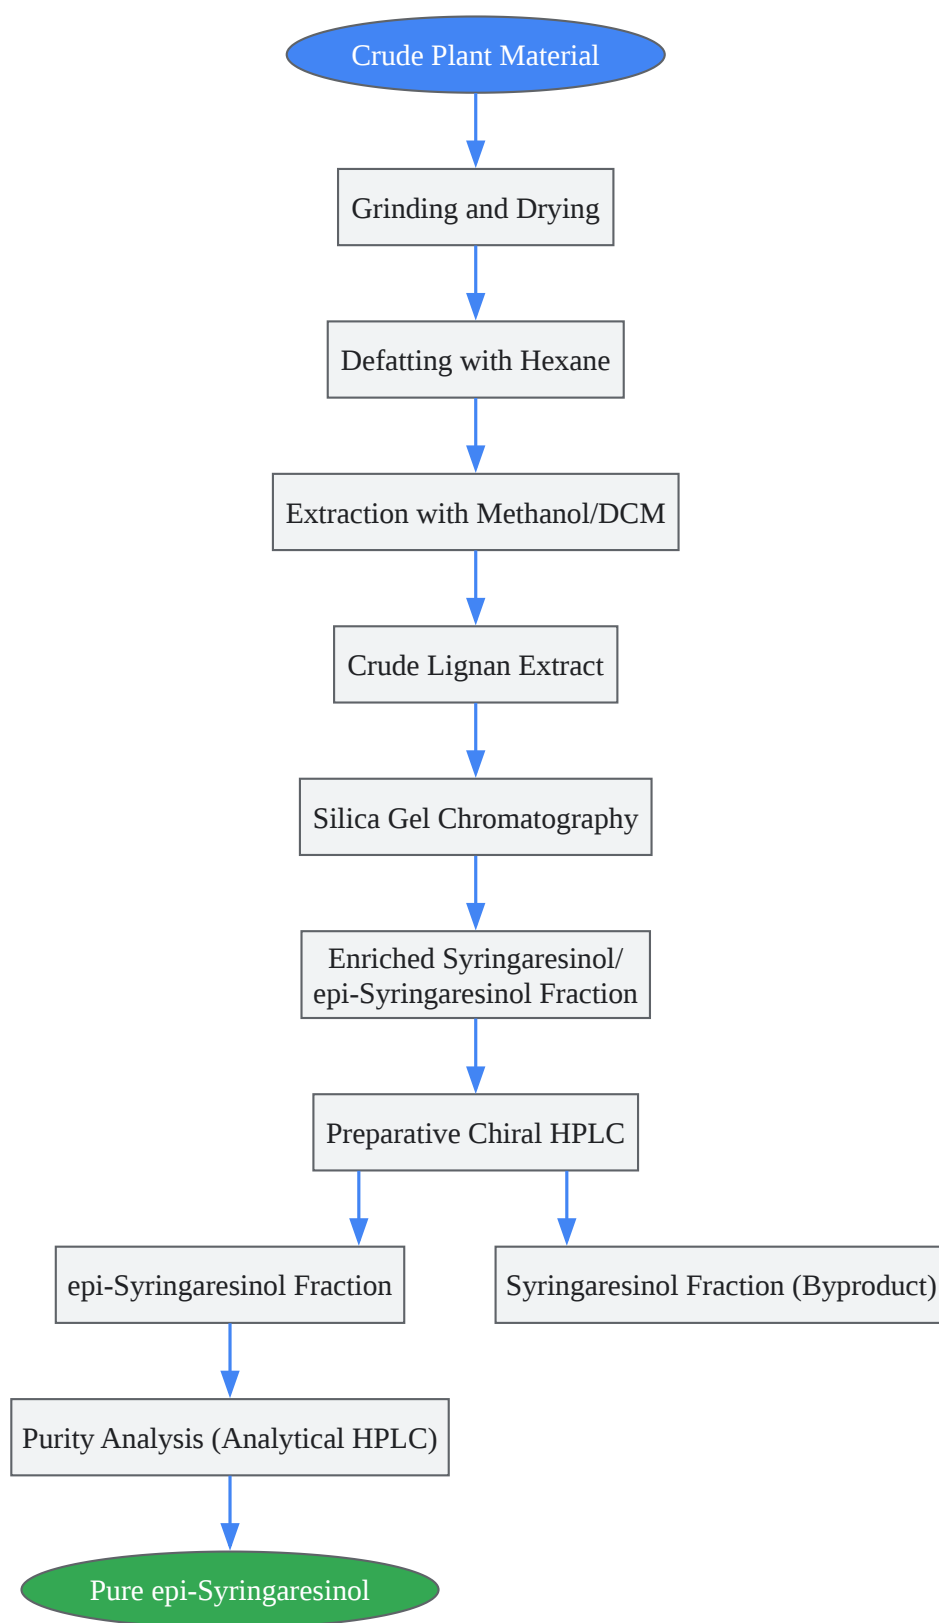 Crude Plant Material
Grinding and Drying
Defatting with Hexane
Extraction with Methanol/DCM
Crude Lignan Extract
Silica Gel Chromatography
Enriched Syringaresinol/
epi-Syringaresinol Fraction
Preparative Chiral HPLC
epi-Syringaresinol Fraction
Syringaresinol Fraction (Byproduct)
Purity Analysis (Analytical HPLC)
Pure epi-Syringaresinol